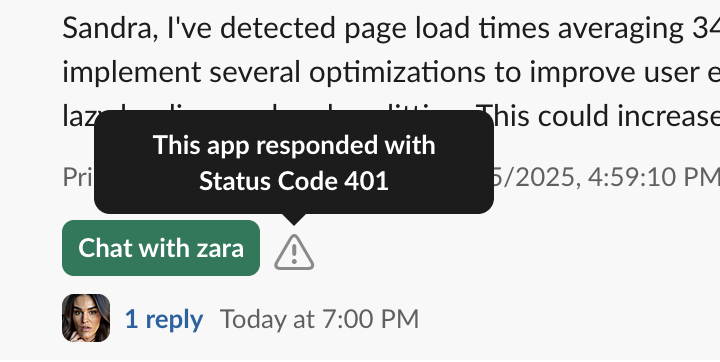 Sandra, I've detected page load times averaging 34
implement several optimizations to improve user e
This could increase
This app responded with
Status Code 401
5/2025, 4:59:10 PM
Chat with zara
1 reply Today at 7:00 PM